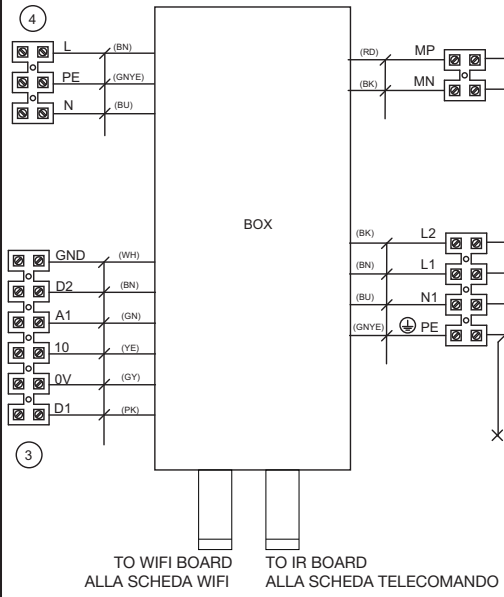 4
L (BN)
PE (GNYE)
N (BU)
(RD) MP
(BK) MN
BOX
GND (WH)
D2 (BN)
A1 (GN)
10 (YE)
0V (GY)
D1 (PK)
3
(BK) L2
(BN) L1
(BU) N1
(GNYE) PE
TO WIFI BOARD
ALLA SCHEDA WIFI
TO IR BOARD
ALLA SCHEDA TELECOMANDO